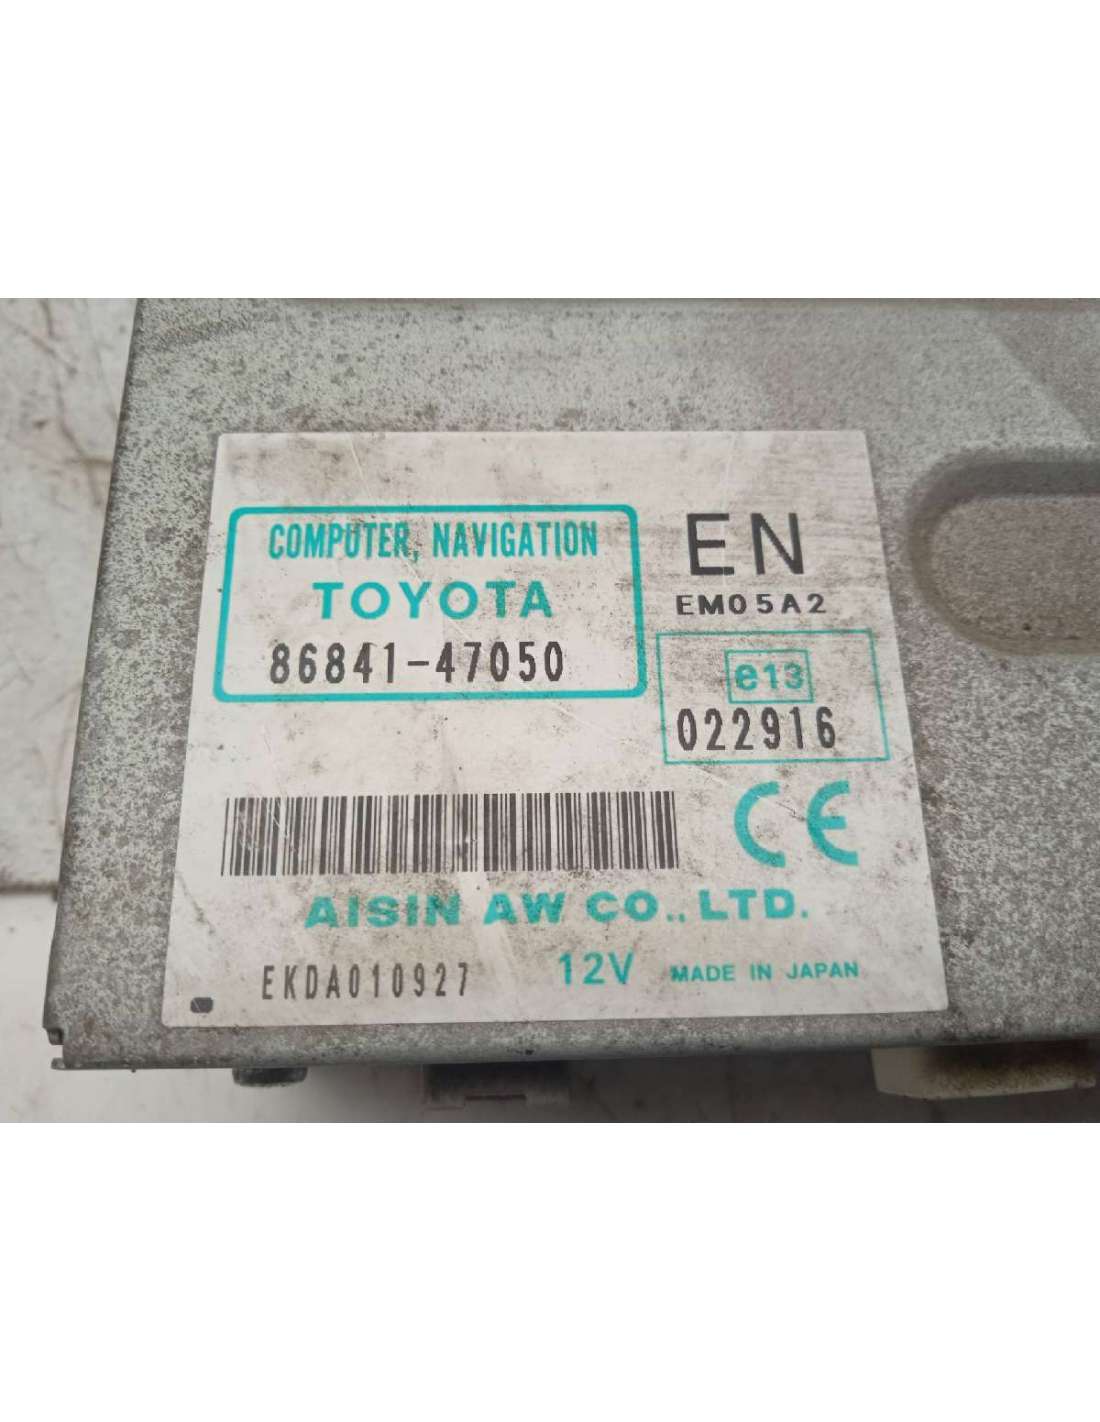 COMPUTER, NAVIGATION
TOYOTA
86841-47050
EN
EM05A2
e13
022916
CE
AISIN AW CO., LTD.
EKDA010927
12V MADE IN JAPAN